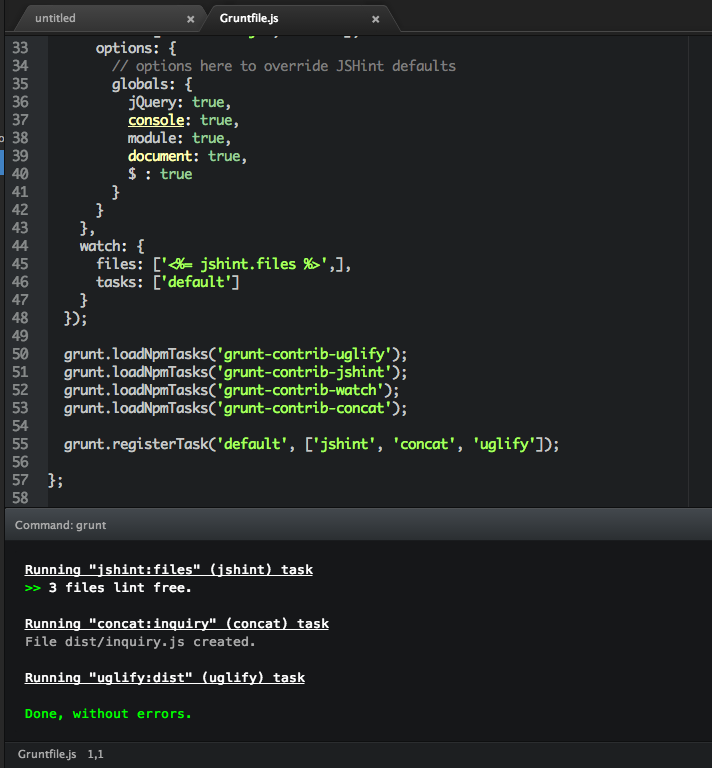 untitled × Gruntfile.js ×
33 options: {
34 // options here to override JSHint defaults
35 globals: {
36 jQuery: true,
37 console: true,
38 module: true,
39 document: true,
40 $ : true
41 }
42 }
43 },
44 watch: {
45 files: ['<%= jshint.files %>',],
46 tasks: ['default']
47 }
48 });
49
50 grunt.loadNpmTasks('grunt-contrib-uglify');
51 grunt.loadNpmTasks('grunt-contrib-jshint');
52 grunt.loadNpmTasks('grunt-contrib-watch');
53 grunt.loadNpmTasks('grunt-contrib-concat');
54
55 grunt.registerTask('default', ['jshint', 'concat', 'uglify']);
56
57 };
58
Command: grunt
Running "jshint:files" (jshint) task
>> 3 files lint free.
Running "concat:inquiry" (concat) task
File dist/inquiry.js created.
Running "uglify:dist" (uglify) task
Done, without errors.
Gruntfile.js 1,1